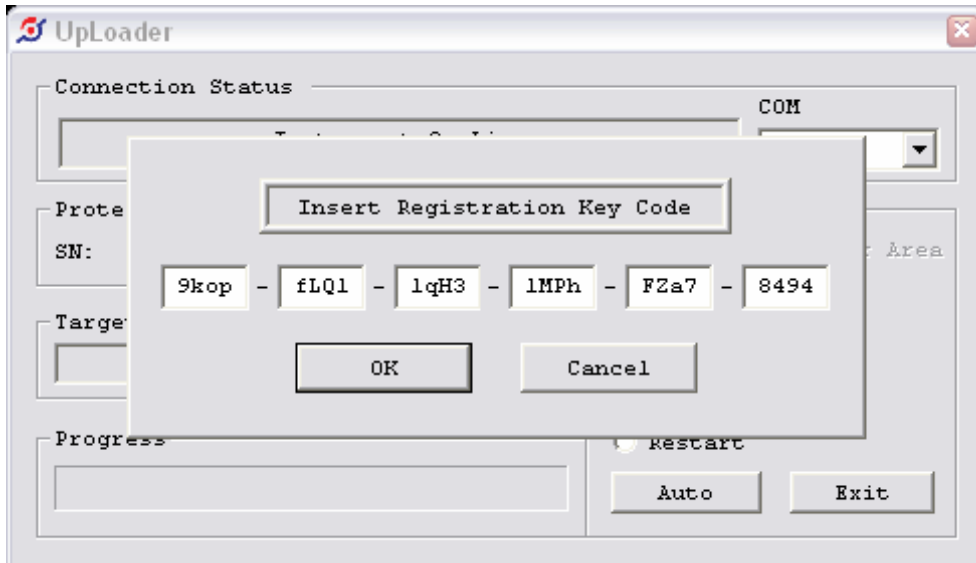 UpLoader
Connection Status
COM
Insert Registration Key Code
SN:
Area
9kop - fLQl - lqH3 - lMPh - FZa7 - 8494
OK Cancel
Progress
Restart
Auto Exit